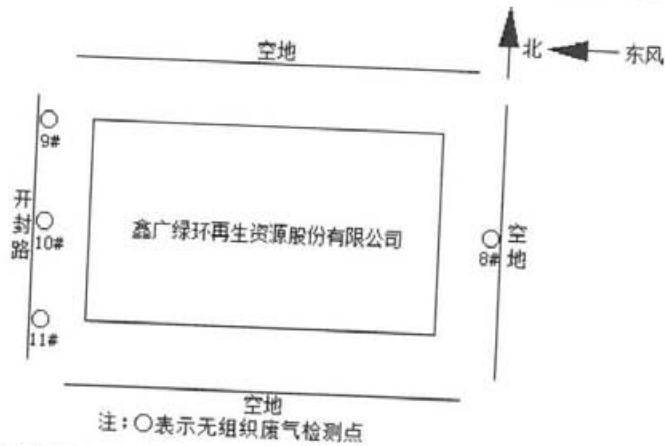 空地
北
东风
9#
开封路
10#
鑫广绿环再生资源股份有限公司
8#
空地
11#
空地
注:○表示无组织废气检测点